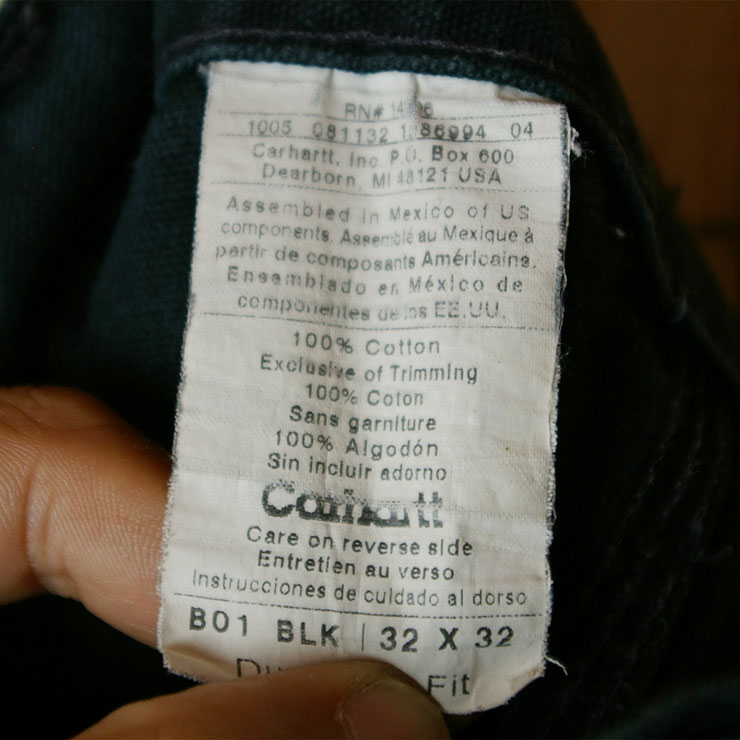 RN#
1005 081132 04
Carhartt, Inc P.O. Box 600
Dearborn, MI 48121 USA
Assembled in Mexico of US
components. Assemblé au Mexique à
partir de composants Américains.
Ensamblado en México de
componentes de los EE.UU.
100% Cotton
Exclusive of Trimming
100% Coton
Sans garniture
100% Algodón
Sin incluir adorno
Carhartt
Care on reverse side
Entretien au verso
Instrucciones de cuidado al dorso
B01 BLK | 32 X 32
Fit